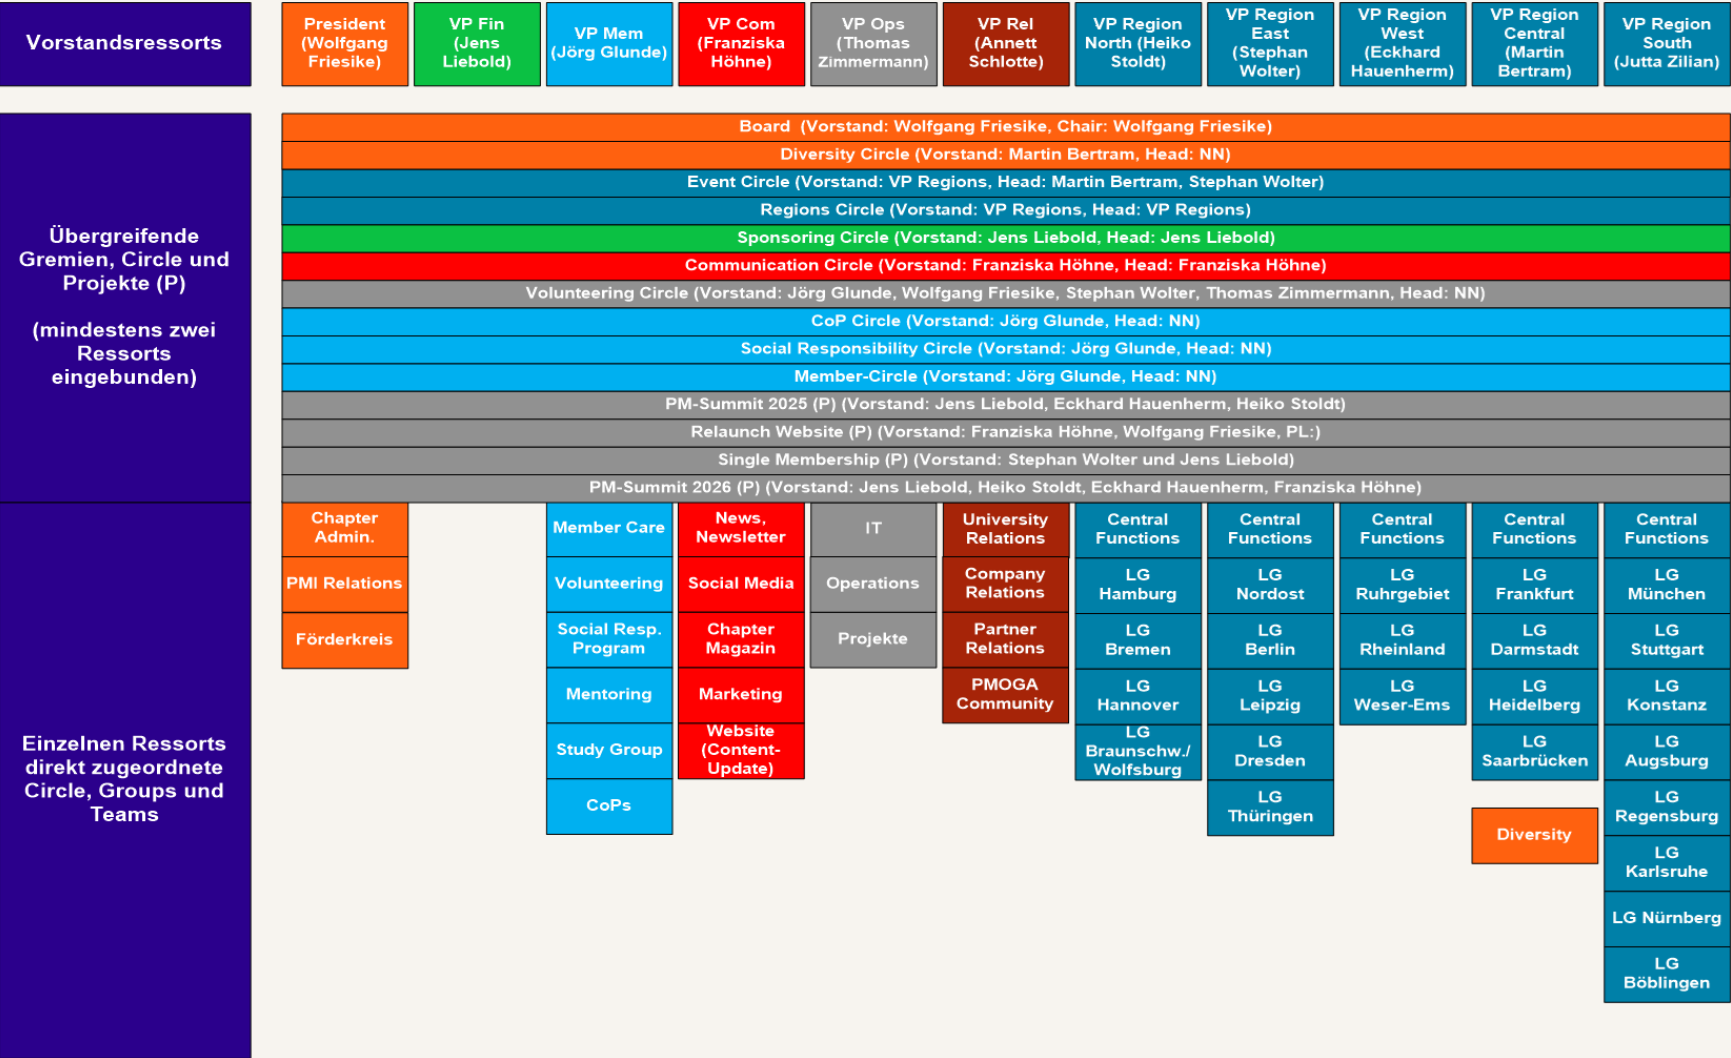 Vorstandsressorts
President
(Wolfgang
Friesike)
VP Fin
(Jens
Liebold)
VP Mem
(Jörg Glunde)
VP Com
(Franziska
Höhne)
VP Ops
(Thomas
Zimmermann)
VP Rel
(Annett
Schlotte)
VP Region
North (Heiko
Stoldt)
VP Region
East
(Stephan
Wolter)
VP Region
West
(Eckhard
Hauenherm)
VP Region
Central
(Martin
Bertram)
VP Region
South
(Jutta Zilian)
Übergreifende
Gremien, Circle und
Projekte (P)
(mindestens zwei
Ressorts
eingebunden)
Board (Vorstand: Wolfgang Friesike, Chair: Wolfgang Friesike)
Diversity Circle (Vorstand: Martin Bertram, Head: NN)
Event Circle (Vorstand: VP Regions, Head: Martin Bertram, Stephan Wolter)
Regions Circle (Vorstand: VP Regions, Head: VP Regions)
Sponsoring Circle (Vorstand: Jens Liebold, Head: Jens Liebold)
Communication Circle (Vorstand: Franziska Höhne, Head: Franziska Höhne)
Volunteering Circle (Vorstand: Jörg Glunde, Wolfgang Friesike, Stephan Wolter, Thomas Zimmermann, Head: NN)
CoP Circle (Vorstand: Jörg Glunde, Head: NN)
Social Responsibility Circle (Vorstand: Jörg Glunde, Head: NN)
Member-Circle (Vorstand: Jörg Glunde, Head: NN)
PM-Summit 2025 (P) (Vorstand: Jens Liebold, Eckhard Hauenherm, Heiko Stoldt)
Relaunch Website (P) (Vorstand: Franziska Höhne, Wolfgang Friesike, PL:)
Single Membership (P) (Vorstand: Stephan Wolter und Jens Liebold)
PM-Summit 2026 (P) (Vorstand: Jens Liebold, Heiko Stoldt, Eckhard Hauenherm, Franziska Höhne)
Einzelnen Ressorts
direkt zugeordnete
Circle, Groups und
Teams
Chapter
Admin.
PMI Relations
Förderkreis
Member Care
Volunteering
Social Resp.
Program
Mentoring
Study Group
CoPs
News,
Newsletter
Social Media
Chapter
Magazin
Marketing
Website
(Content-
Update)
IT
Operations
Projekte
University
Relations
Company
Relations
Partner
Relations
PMOGA
Community
Central
Functions
LG
Hamburg
LG
Bremen
LG
Hannover
LG
Braunschw./
Wolfsburg
Central
Functions
LG
Nordost
LG
Berlin
LG
Leipzig
LG
Dresden
LG
Thüringen
Central
Functions
LG
Ruhrgebiet
LG
Rheinland
LG
Weser-Ems
Central
Functions
LG
Frankfurt
LG
Darmstadt
LG
Heidelberg
LG
Saarbrücken
Diversity
Central
Functions
LG
München
LG
Stuttgart
LG
Konstanz
LG
Augsburg
LG
Regensburg
LG
Karlsruhe
LG Nürnberg
LG
Böblingen